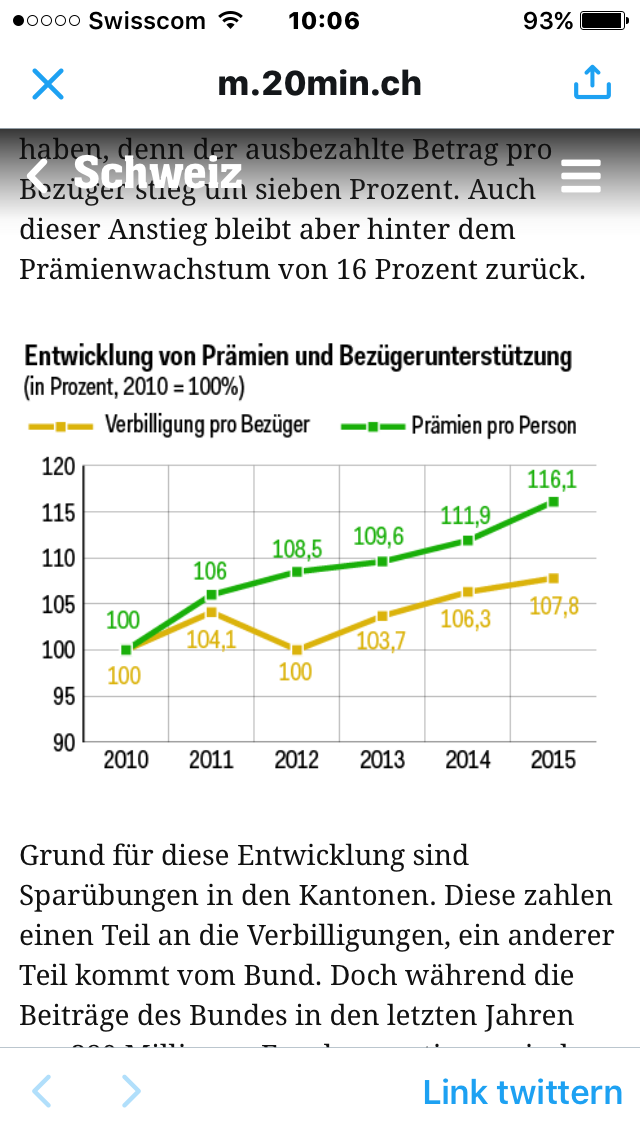 Swisscom 10:06 93%
m.20min.ch
haben, denn der ausbezahlte Betrag pro
Schweiz
Bezüger stieg um sieben Prozent. Auch
dieser Anstieg bleibt aber hinter dem
Prämienwachstum von 16 Prozent zurück.
Entwicklung von Prämien und Bezügerunterstützung
(in Prozent, 2010 = 100%)
Verbilligung pro Bezüger Prämien pro Person
120
115
110
105
100
95
90
100
106
108,5
109,6
111,9
116,1
100
104,1
100
103,7
106,3
107,8
2010 2011 2012 2013 2014 2015
Grund für diese Entwicklung sind
Sparübungen in den Kantonen. Diese zahlen
einen Teil an die Verbilligungen, ein anderer
Teil kommt vom Bund. Doch während die
Beiträge des Bundes in den letzten Jahren
Link twittern